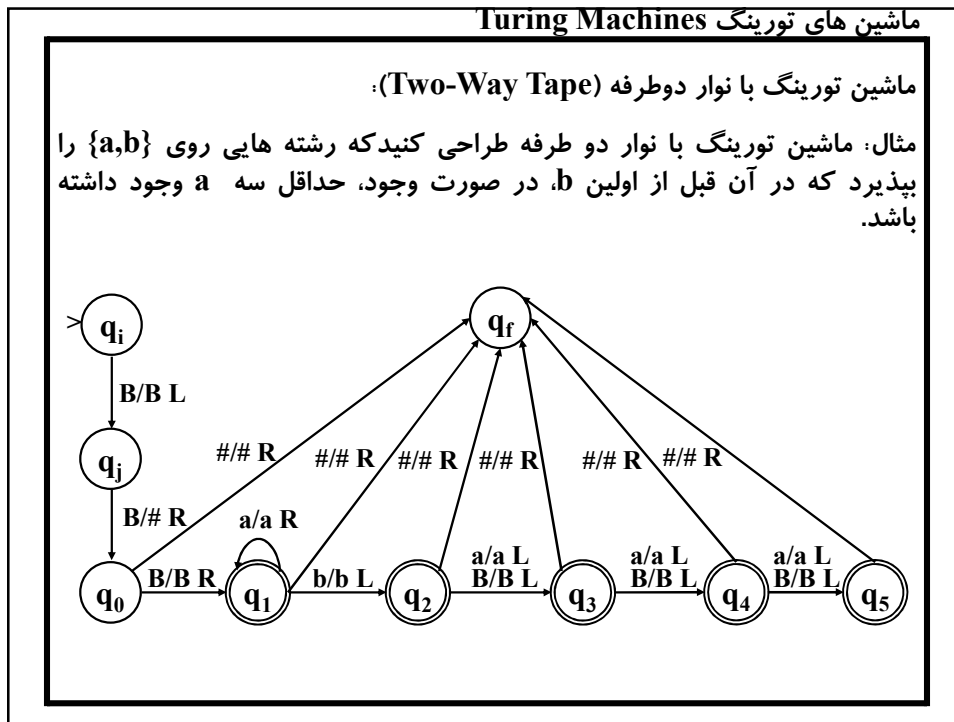 ماشین های تورینگ Turing Machines
ماشین تورینگ با نوار دوطرفه (Two-Way Tape):
مثال: ماشین تورینگ با نوار دو طرفه طراحی کنیدکه رشته هایی روی {a,b} را
بپذیرد که در آن قبل از اولین b، در صورت وجود، حداقل سه a وجود داشته
باشد.
>
qi
qf
B/B L
qj
#/# R
#/# R
#/# R
#/# R
#/# R
#/# R
B/# R
a/a R
a/a L
a/a L
a/a L
B/B R
b/b L
B/B L
B/B L
B/B L
q0
q1
q2
q3
q4
q5